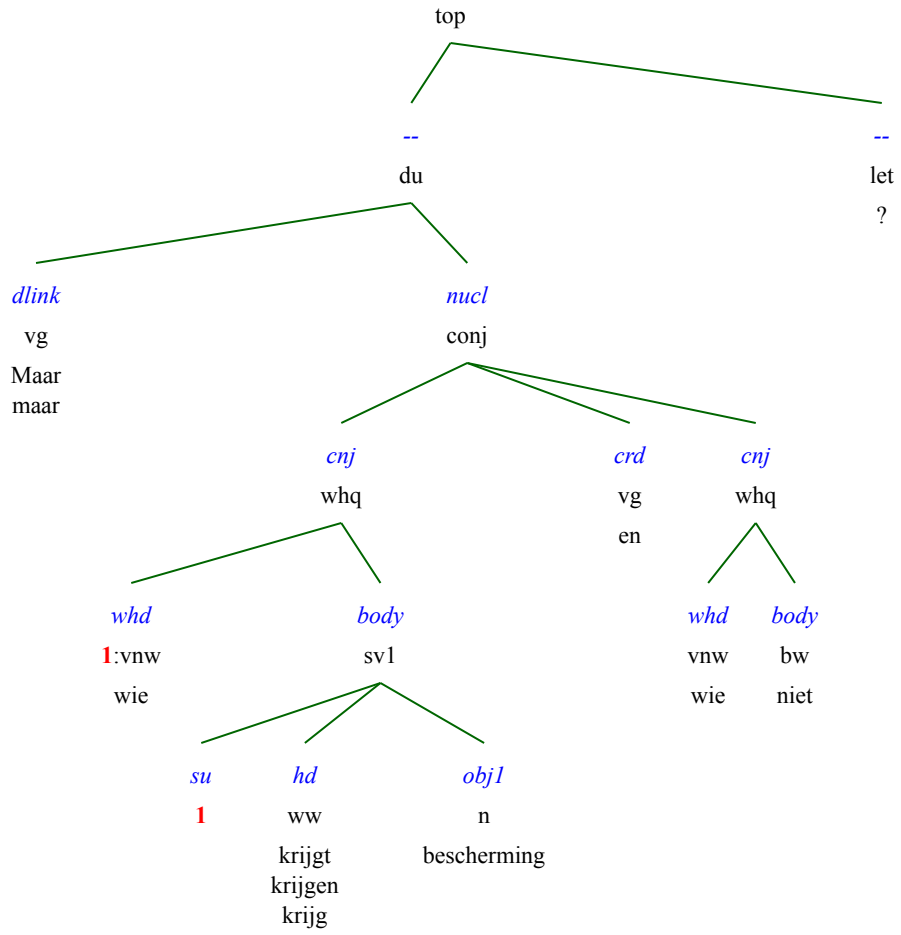 top
-- --
du let
?
dlink nucl
vg conj
Maar
maar
cnj crd cnj
whq vg whq
en
whd body whd body
1:vnw sv1 vnw bw
wie wie niet
su hd obj1
1 ww n
krijgt bescherming
krijgen
krijg